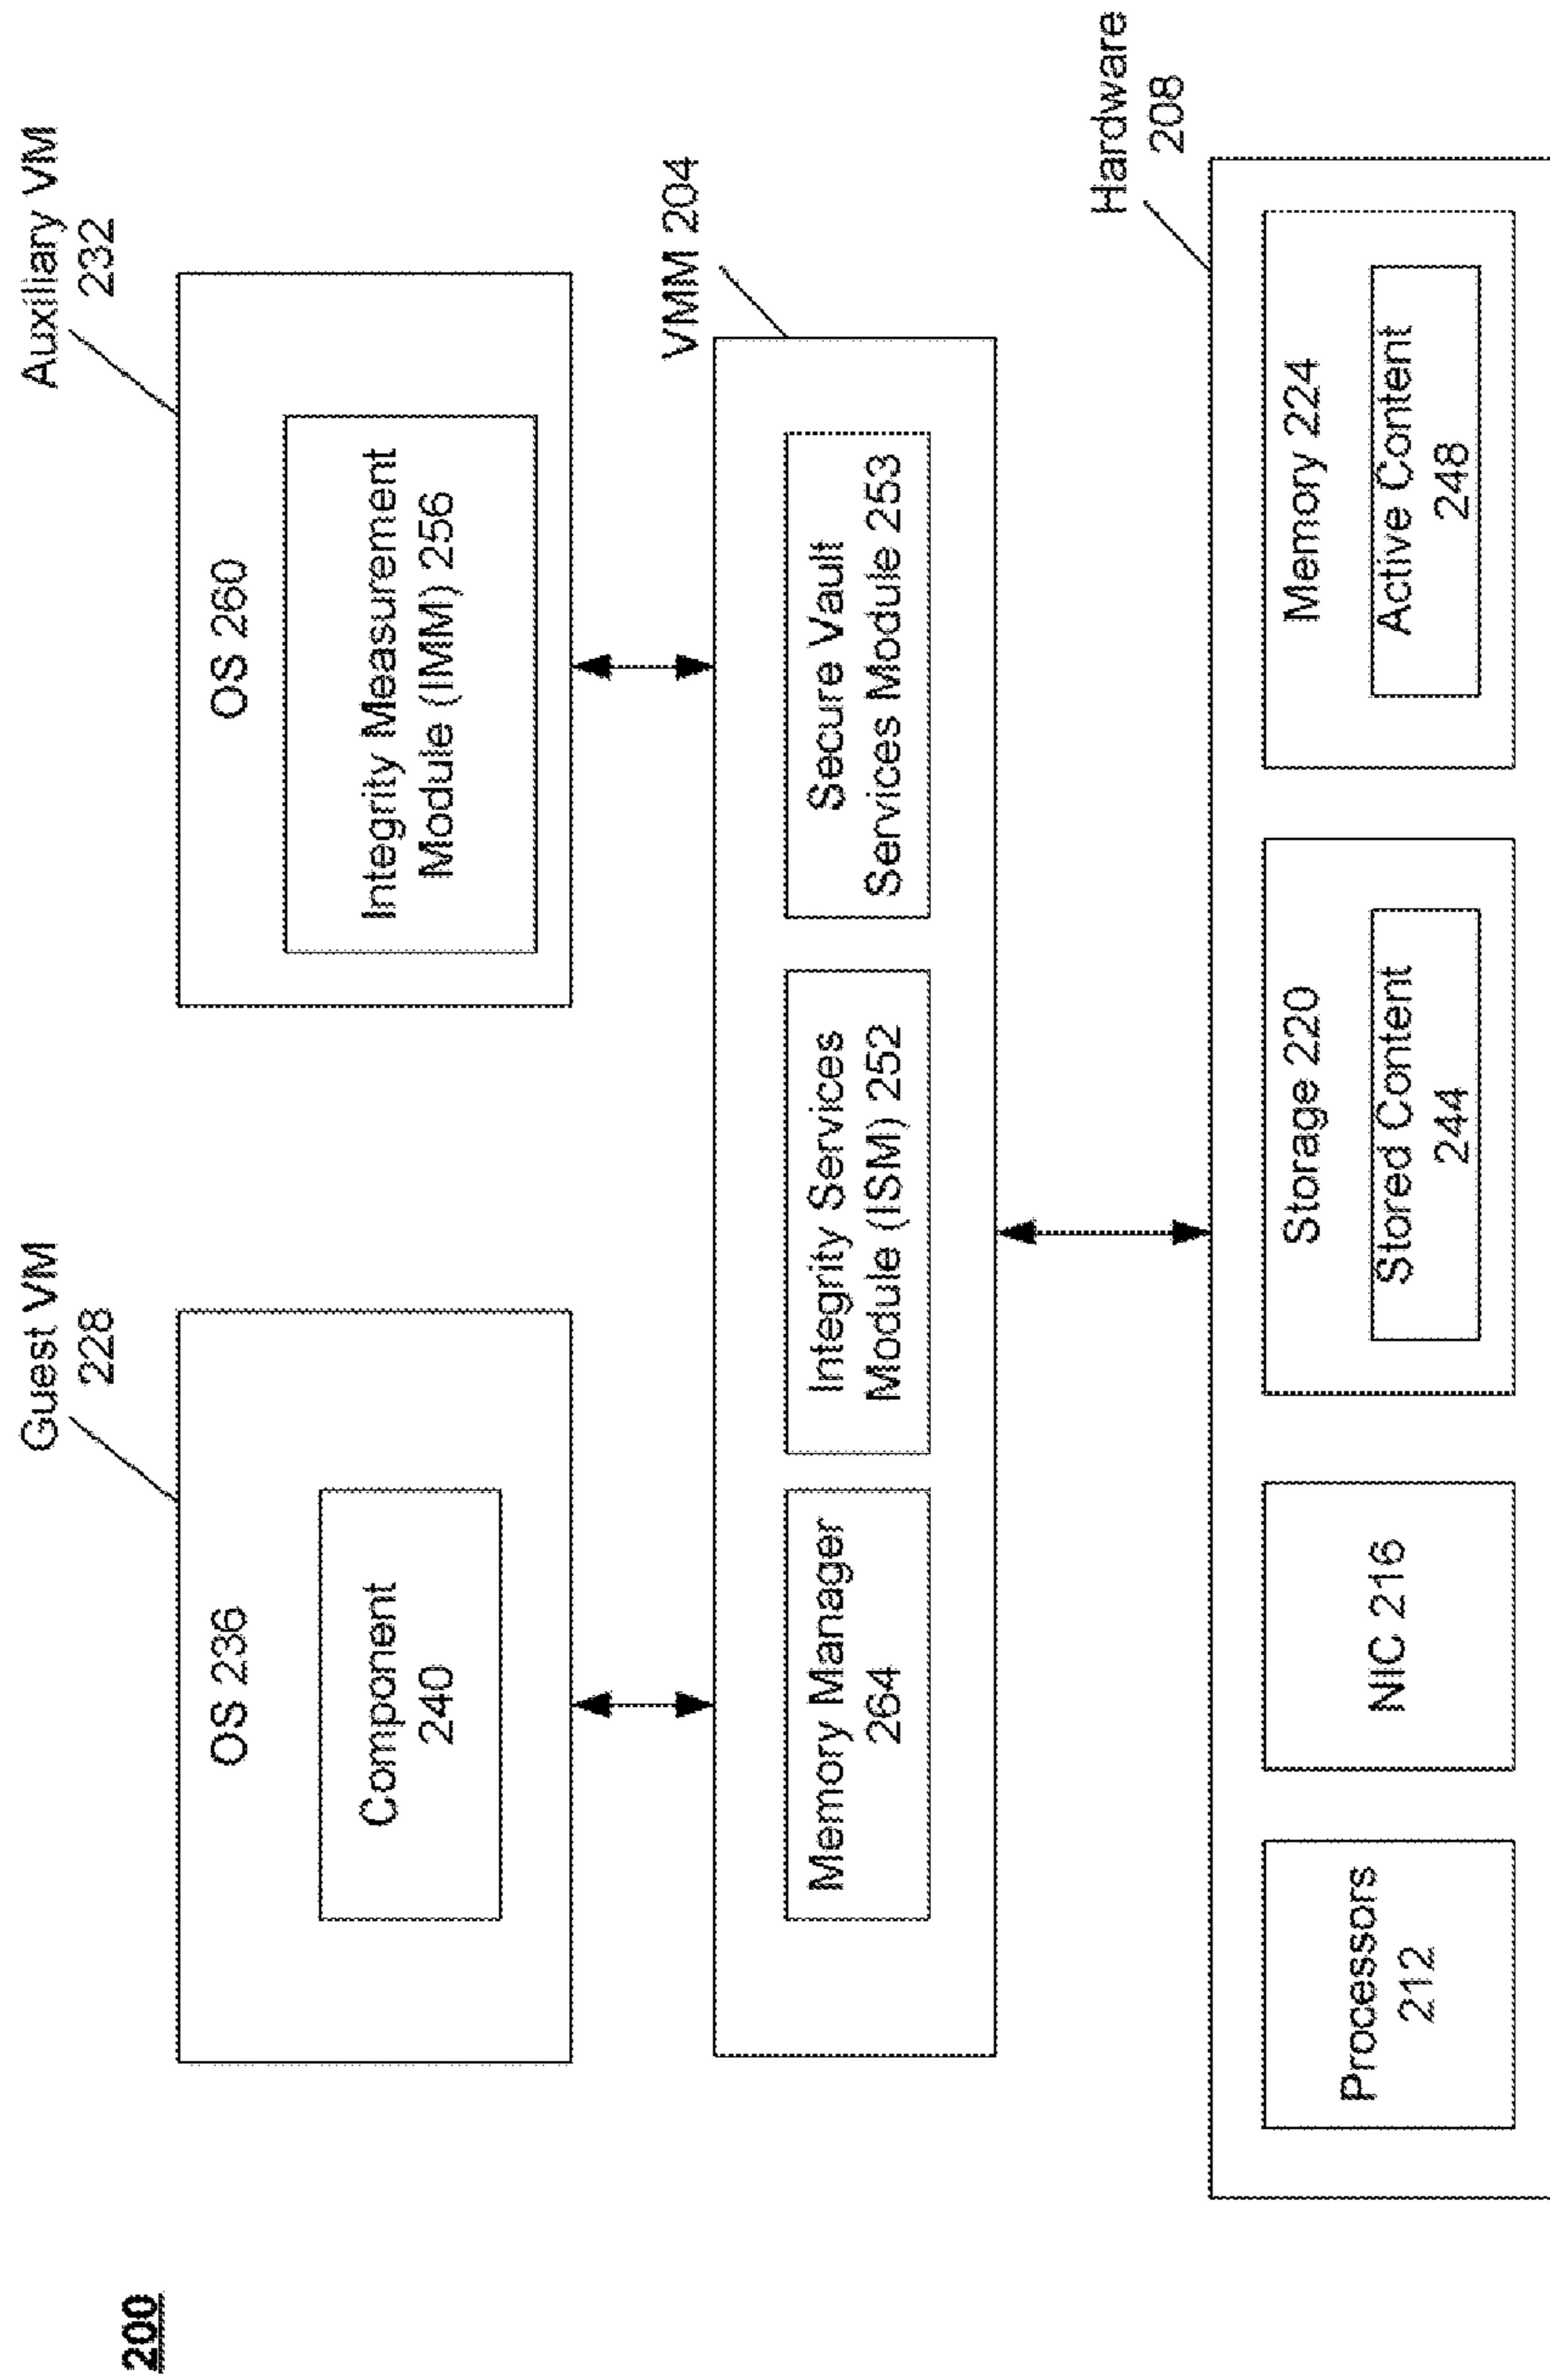 200
Guest VM
228
Auxiliary VM
232
OS 236
Component
240
OS 260
Integrity Measurement
Module (IMM) 256
VMM 204
Memory Manager
264
Integrity Services
Module (ISM) 252
Secure Vault
Services Module 253
Hardware
208
Processors
212
NIC 216
Storage 220
Stored Content
244
Memory 224
Active Content
248